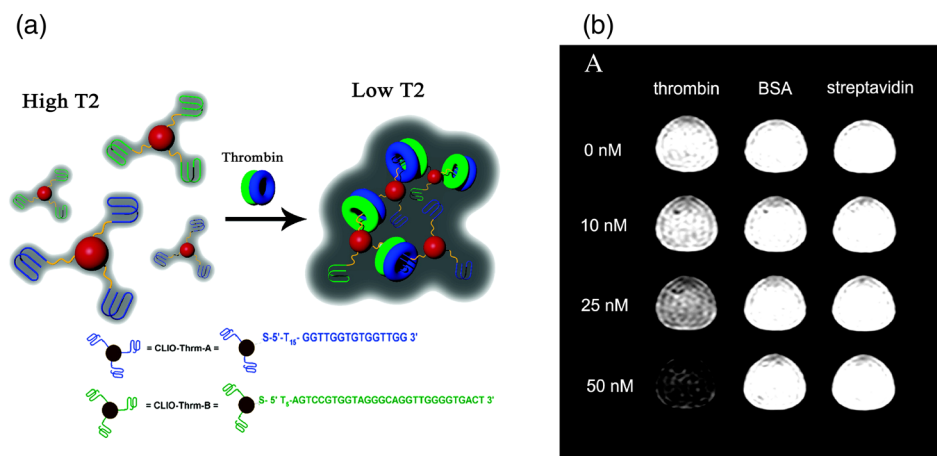 (a)
High T2
Low T2
Thrombin
= CLIO-Thrm-A =
S-5'-T15- GGTTGGTGTGGTTGG 3'
= CLIO-Thrm-B =
S- 5' T5-AGTCCGTGGTAGGGCAGGTTGGGGTGACT 3'
(b)
A
thrombin BSA streptavidin
0 nM
10 nM
25 nM
50 nM